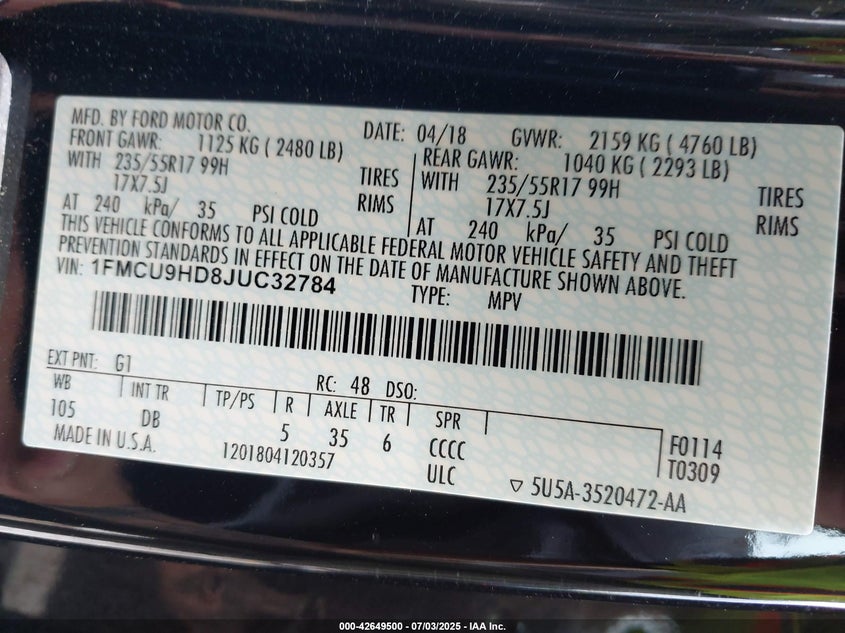 MFD. BY FORD MOTOR CO. DATE: 04/18 GVWR: 2159 KG ( 4760 LB)
FRONT GAWR: 1125 KG ( 2480 LB) REAR GAWR: 1040 KG ( 2293 LB)
WITH 235/55R17 99H TIRES WITH 235/55R17 99H TIRES
17X7.5J RIMS 17X7.5J RIMS
AT 240 kPa/ 35 PSI COLD AT 240 kPa/ 35 PSI COLD
THIS VEHICLE CONFORMS TO ALL APPLICABLE FEDERAL MOTOR VEHICLE SAFETY AND THEFT
PREVENTION STANDARDS IN EFFECT ON THE DATE OF MANUFACTURE SHOWN ABOVE.
VIN: 1FMCU9HD8JUC32784 TYPE: MPV
EXT PNT: G1 RC: 48 DSO:
WB INT TR TP/PS R AXLE TR SPR
105 DB 5 35 6 CCCC F0114
MADE IN U.S.A. 1201804120357 ULC T0309
5U5A-3520472-AA
000-42649500 - 07/03/2025 - IAA Inc.